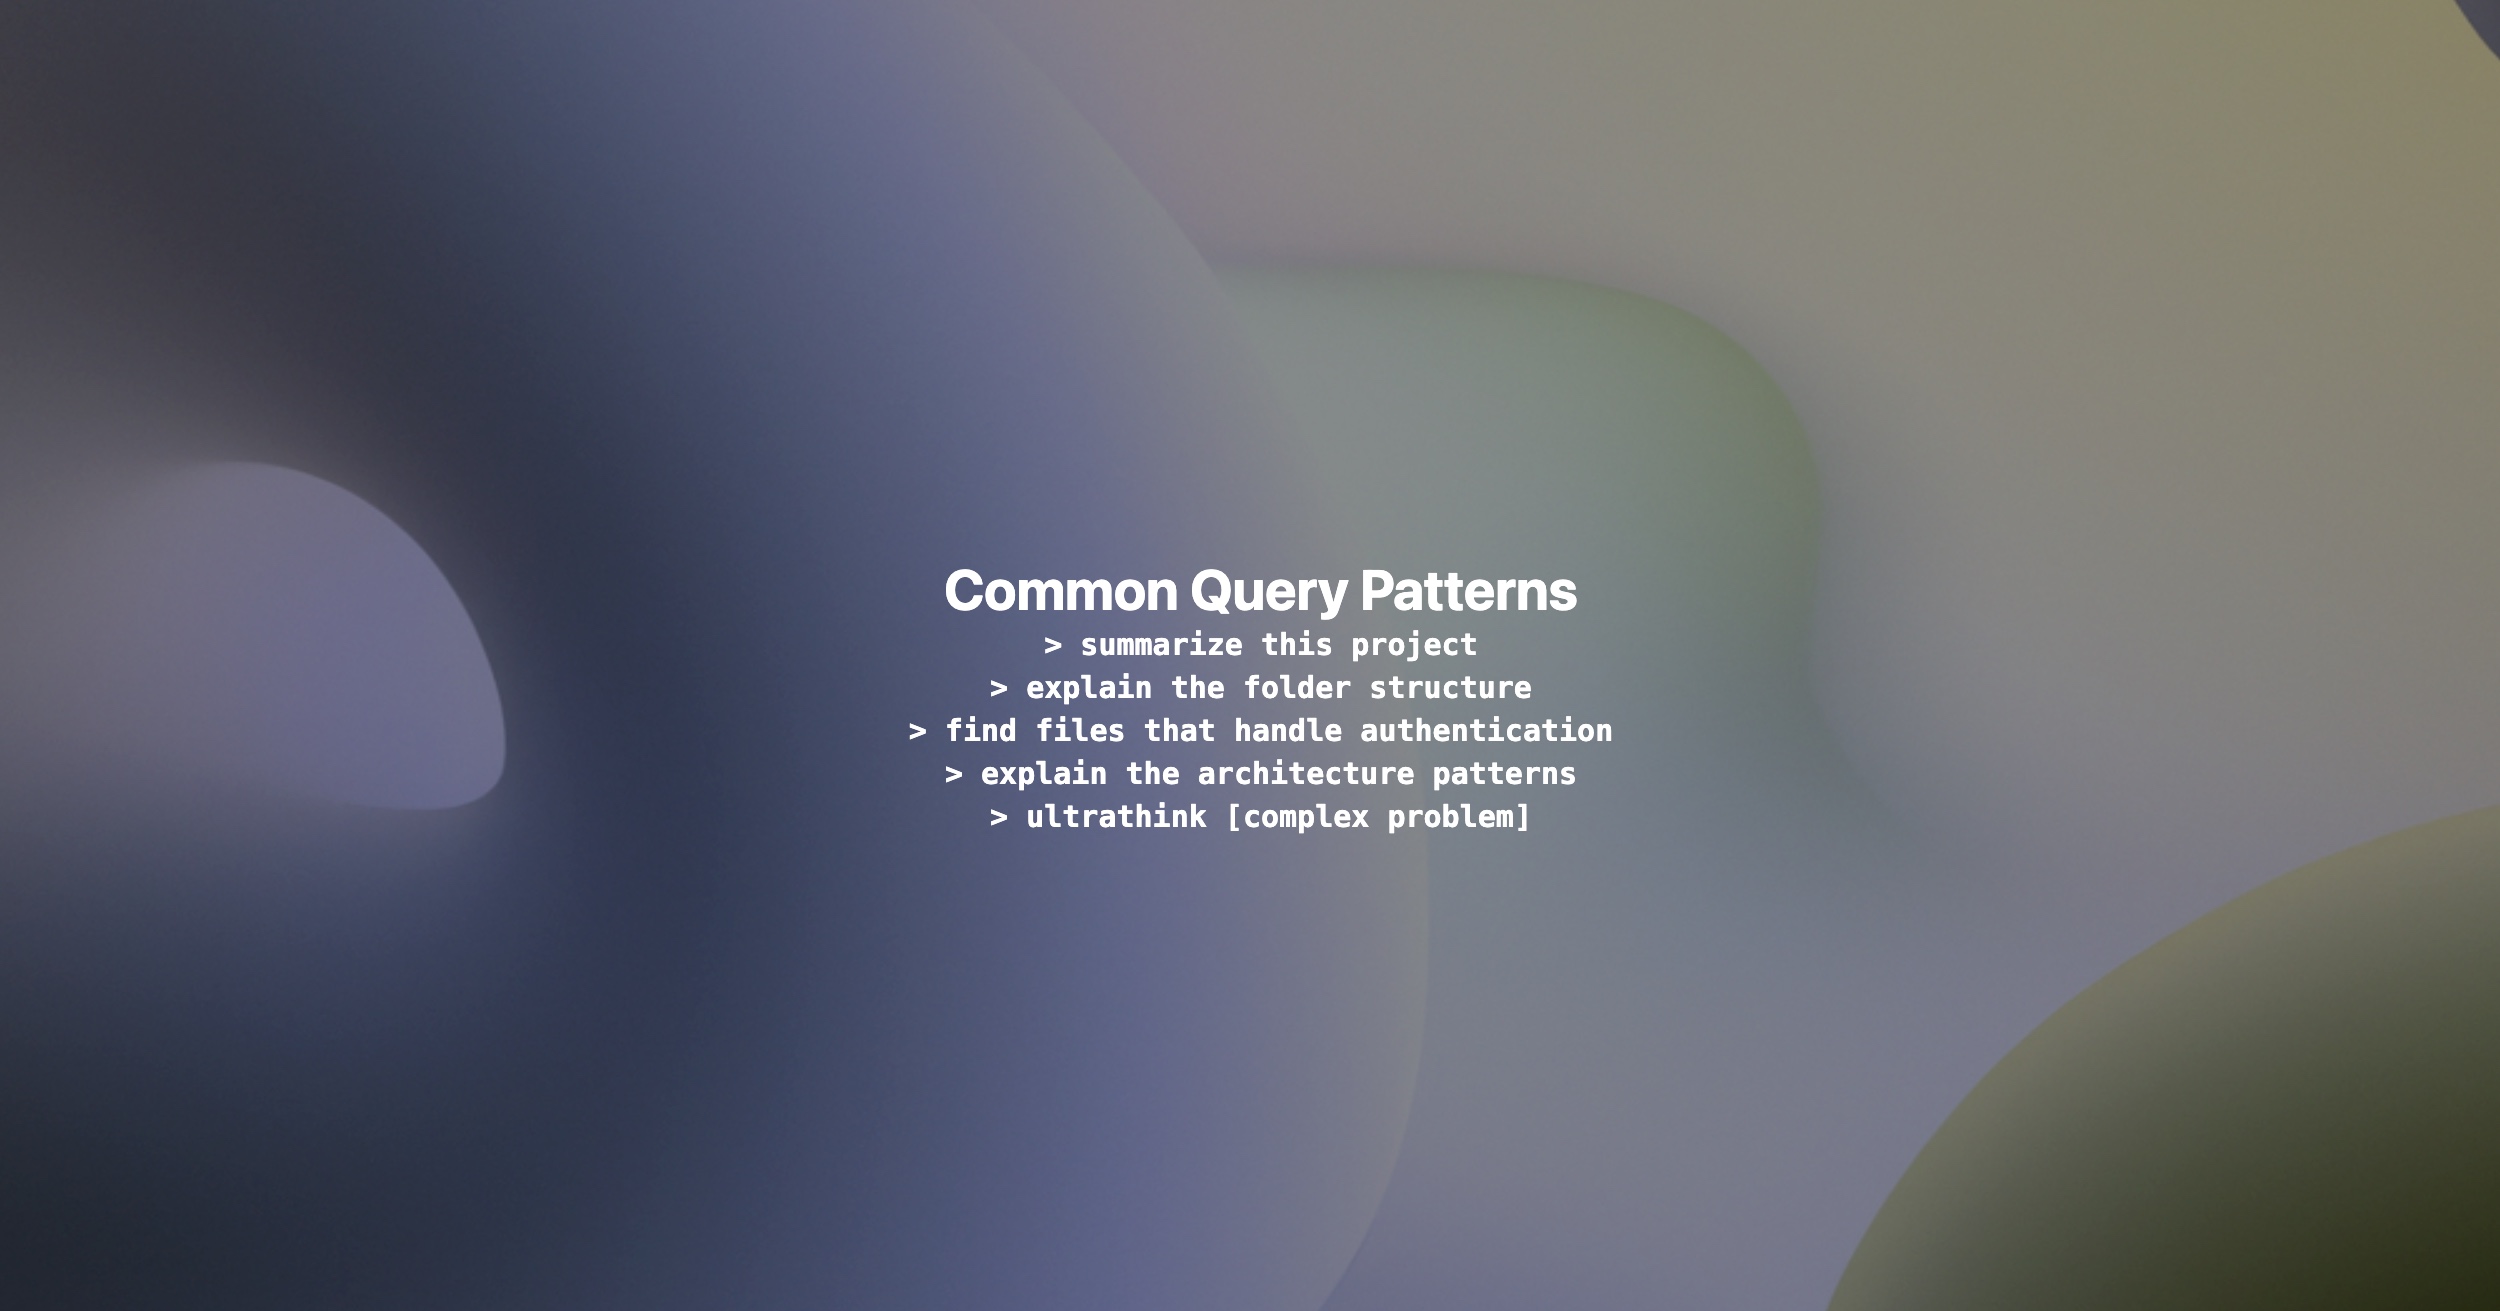 Common Query Patterns
> summarize this project
> explain the folder structure
> find files that handle authentication
> explain the architecture patterns
> ultrathink [complex problem]